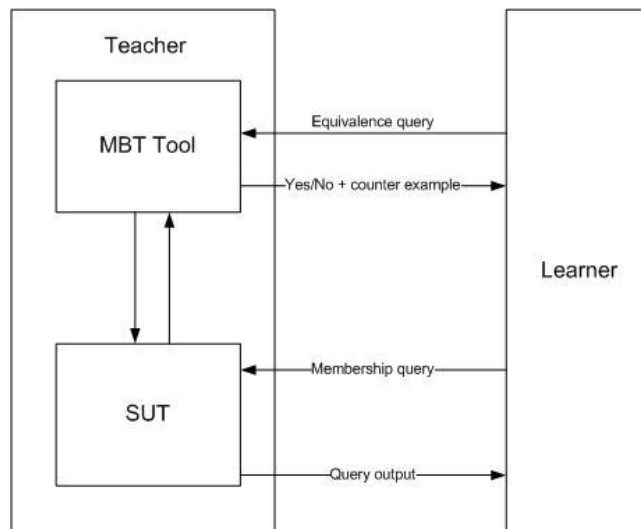 Teacher
MBT Tool
Equivalence query
Yes/No + counter example
Learner
SUT
Membership query
Query output